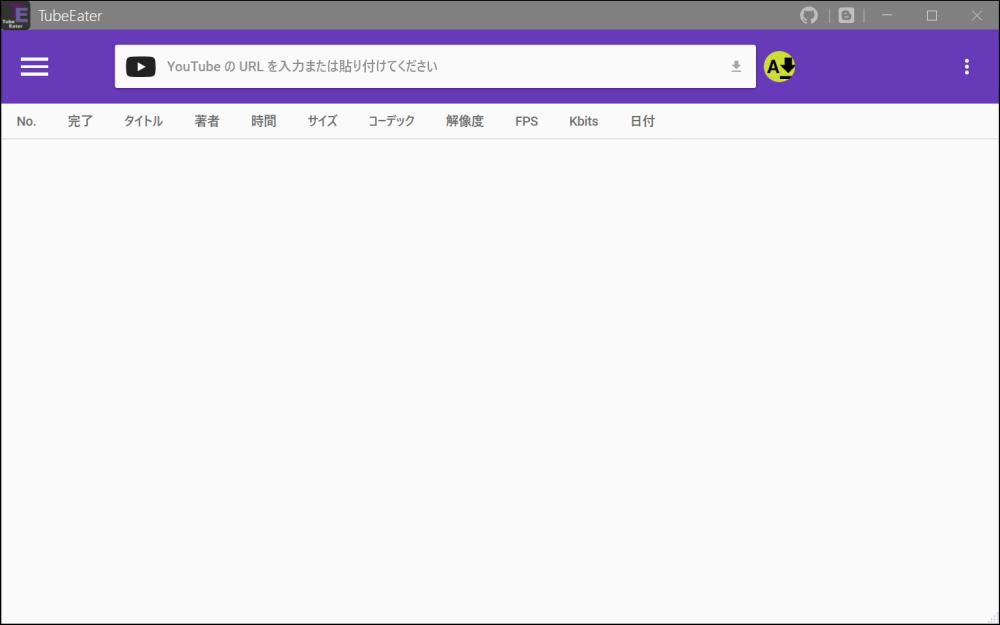 TubeEater
Tube
Eater
YouTube の URL を入力または貼り付けてください
A
No. 完了 タイトル 著者 時間 サイズ コーデック 解像度 FPS Kbits 日付